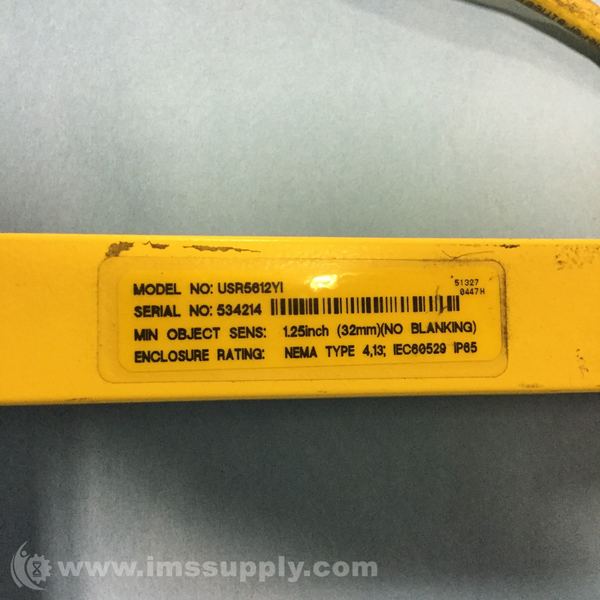 MODEL NO: USR5612YI
51327
0447H
SERIAL NO: 534214
MIN OBJECT SENS: 1.25inch (32mm)(NO BLANKING)
ENCLOSURE RATING: NEMA TYPE 4,13; IEC60529 IP65
www.imssupply.com